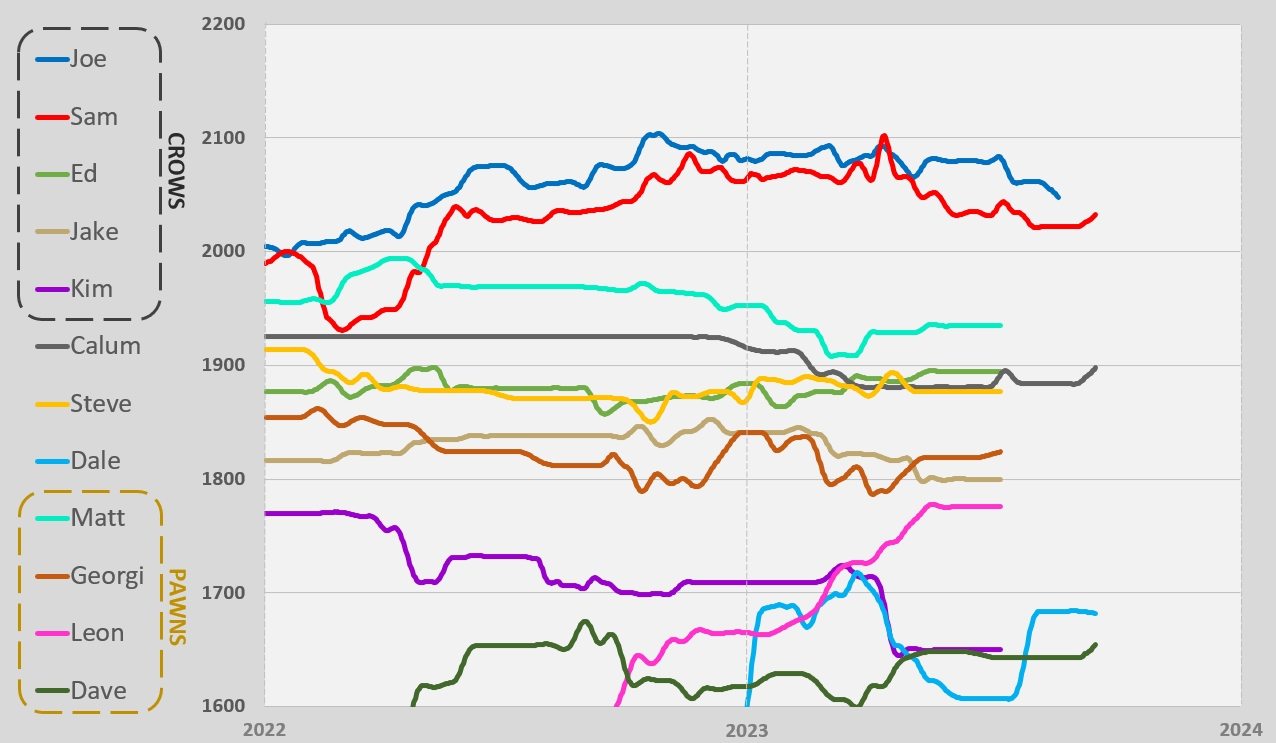 2200
2100
2000
1900
1800
1700
1600
2022
2023
2024
Joe
Sam
Ed
Jake
Kim
CROWS
Calum
Steve
Dale
Matt
Georgi
Leon
Dave
PAWNS